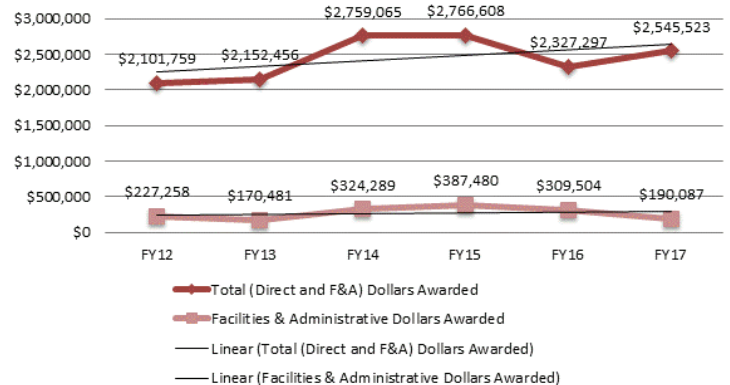 $3,000,000
$2,500,000
$2,000,000
$1,500,000
$1,000,000
$500,000
$0
$2,101,759
$2,152,456
$2,759,065
$2,766,608
$2,327,297
$2,545,523
$227,258
$170,481
$324,289
$387,480
$309,504
$190,087
FY12
FY13
FY14
FY15
FY16
FY17
Total (Direct and F&A) Dollars Awarded
Facilities & Administrative Dollars Awarded
Linear (Total (Direct and F&A) Dollars Awarded)
Linear (Facilities & Administrative Dollars Awarded)